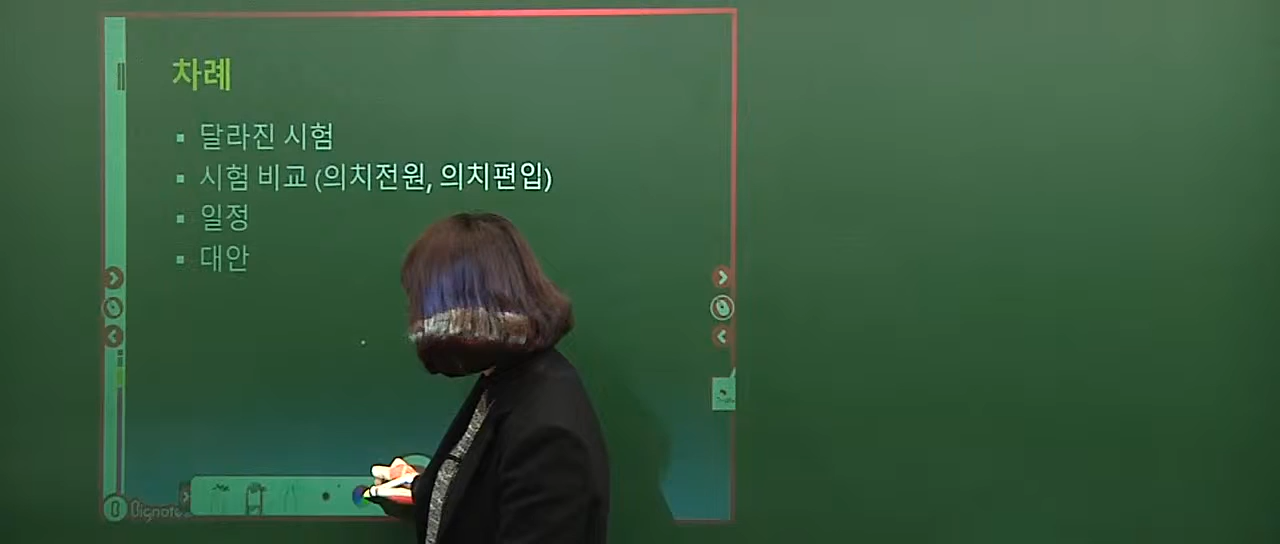 차례
달라진 시험
시험 비교 (의치전원, 의치편입)
일정
대안
Bignote